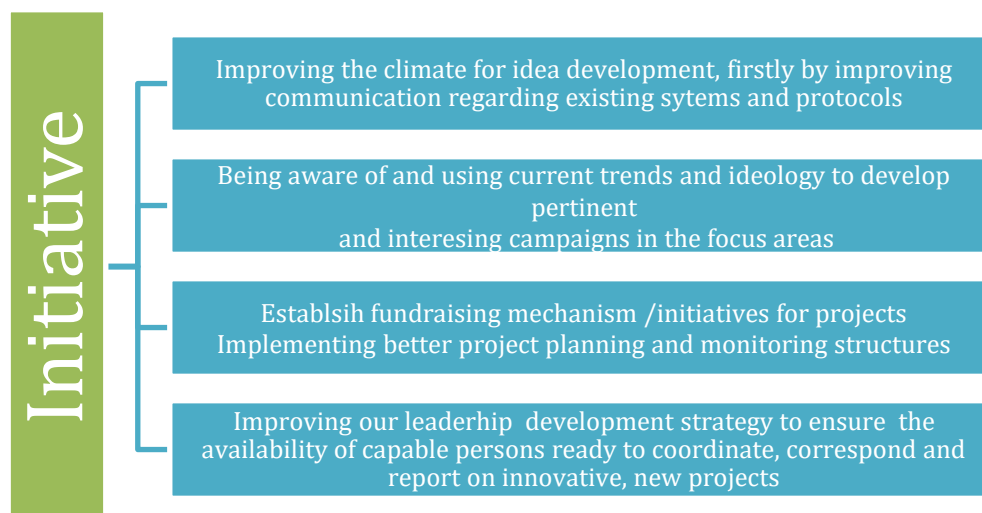 Initiative
Improving the climate for idea development, firstly by improving
communication regarding existing sytems and protocols
Being aware of and using current trends and ideology to develop
pertinent
and interesing campaigns in the focus areas
Establsih fundraising mechanism /initiatives for projects
Implementing better project planning and monitoring structures
Improving our leaderhip  development strategy to ensure  the
availability of capable persons ready to coordinate, correspond and
report on innovative, new projects